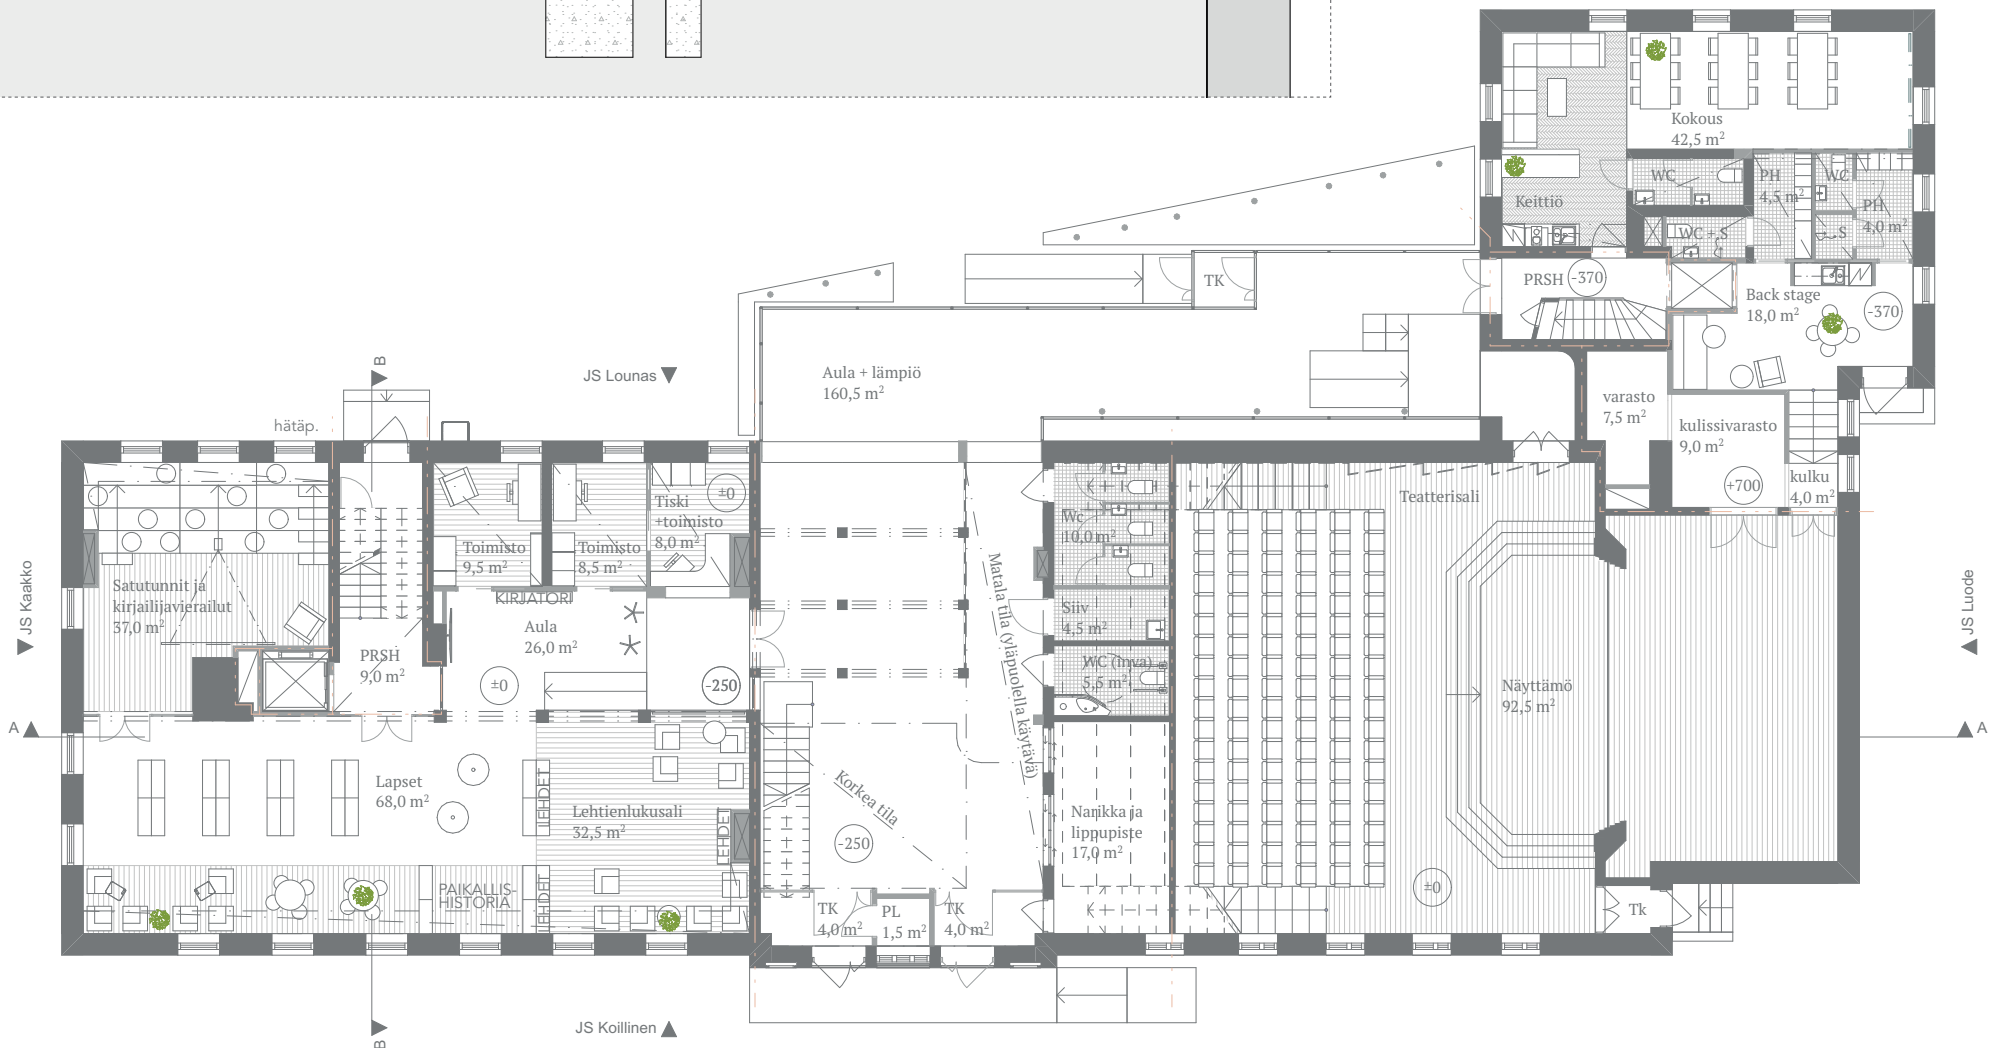 Kokous
42,5 m²
WC
PH
4,5 m²
WC
PH
4,0 m²
Keittiö
WC + S
S
TK
PRSH
-370
Back stage
18,0 m²
-370
B
JS Lounas
Aula + lämpiö
160,5 m²
varasto
7,5 m²
kulissivarasto
9,0 m²
hätäp.
+700
kulku
4,0 m²
Tiski
+toimisto
8,0 m²
±0
Teatterisali
Toimisto
9,5 m²
Toimisto
8,5 m²
Wc
10,0 m²
JS Kaakko
Satutunnit ja
kirjailijavierailut
37,0 m²
KIRJATORI
Aula
26,0 m²
Matala tila (yläpuolella käytävä)
Siiv
4,5 m²
JS Luode
PRSH
9,0 m²
±0
-250
WC (inva)
5,5 m²
Näyttämö
92,5 m²
A
A
Lapset
68,0 m²
LEHDET
Lehtienlukusali
32,5 m²
LEHDET
Korkea tila
-250
Narikka ja
lippupiste
17,0 m²
PAIKALLIS-
HISTORIA
LEHDET
±0
TK
4,0 m²
PL
1,5 m²
TK
4,0 m²
Tk
JS Koillinen
B